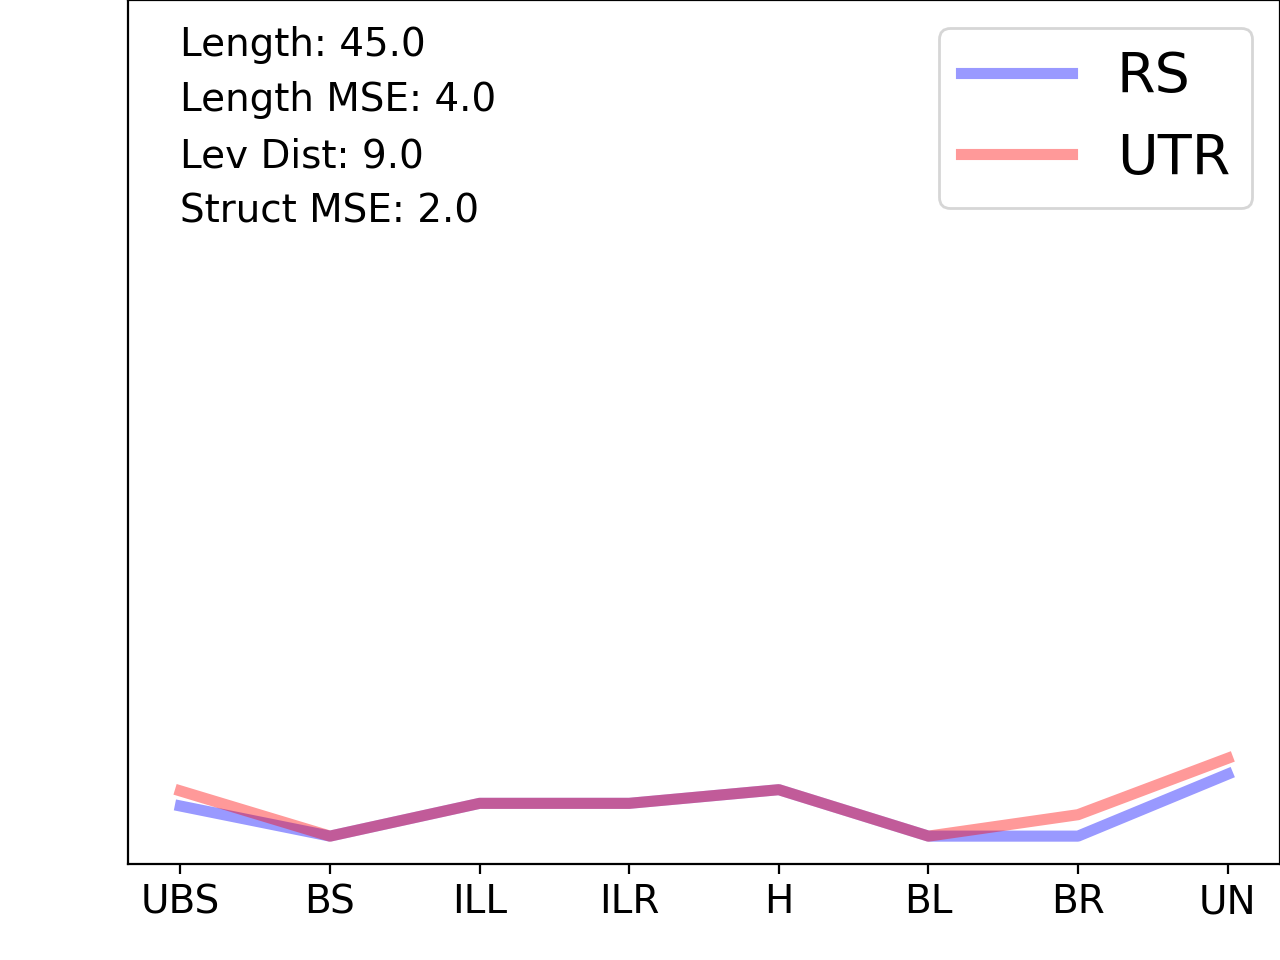 Length: 45.0
Length MSE: 4.0
Lev Dist: 9.0
Struct MSE: 2.0
RS
UTR
UBS BS ILL ILR H BL BR UN